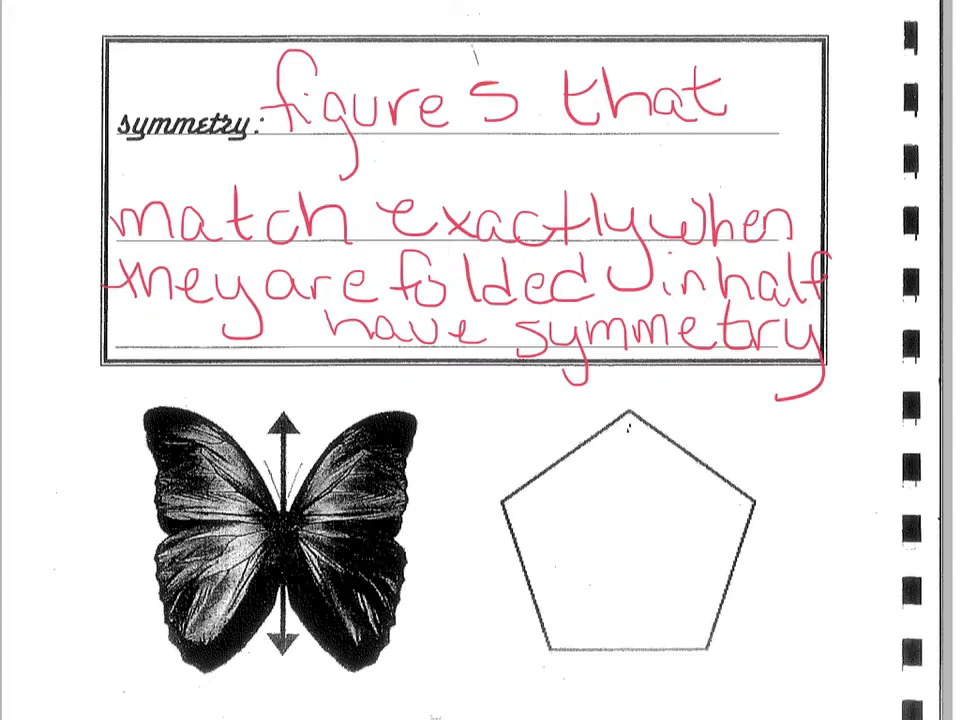 symmetry: figures that
match exactly when
they are folded in half
have symmetry